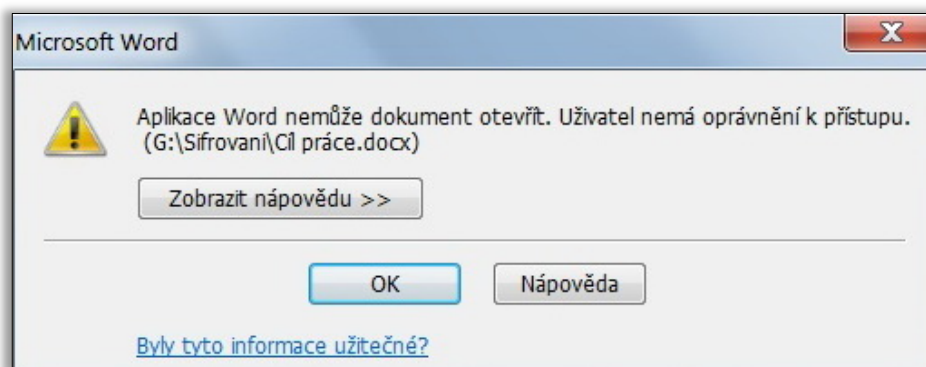 Microsoft Word
Aplikace Word nemůže dokument otevřít. Uživatel nemá oprávnění k přístupu.
(G:\Sifrovani\Cíl práce.docx)
Zobrazit nápovědu >>
OK
Nápověda
Byly tyto informace užitečné?